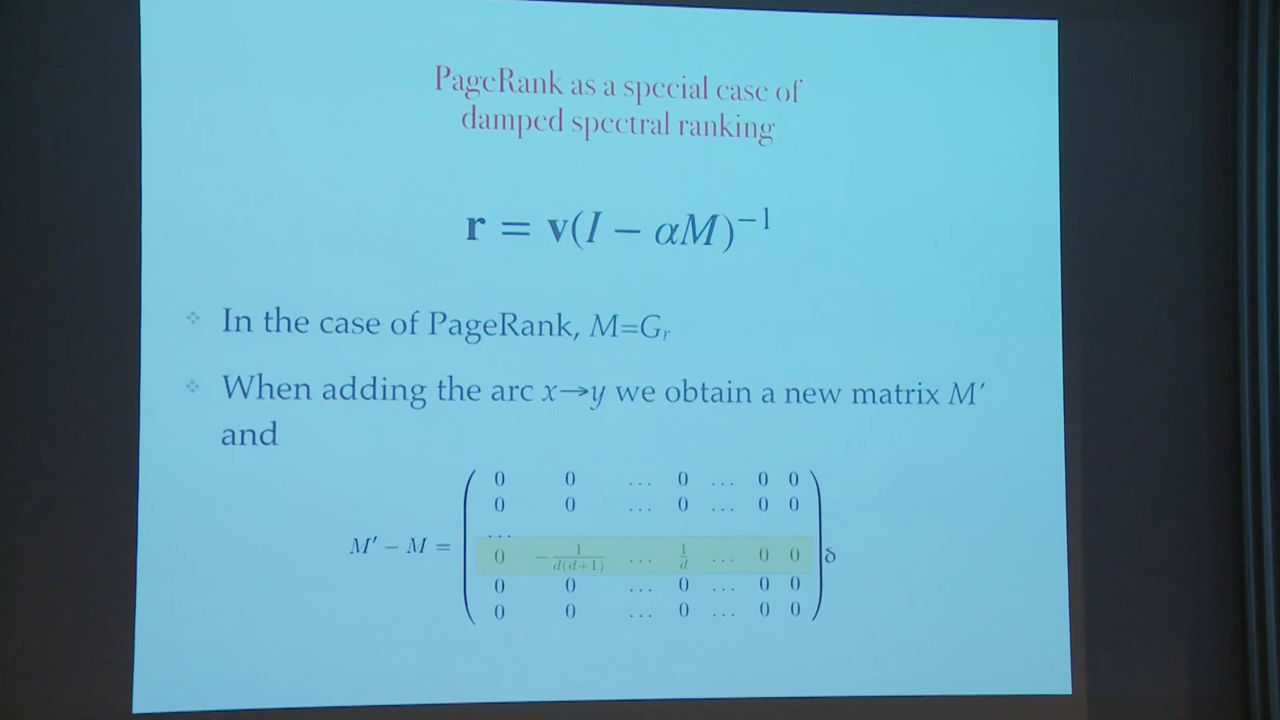 PageRank as a special case of
damped spectral ranking
r = v(I − αM)⁻¹
In the case of PageRank, M=Gᵣ
When adding the arc x→y we obtain a new matrix M′
and
0 0 … 0 … 0 0
0 0 … 0 … 0 0
…
M′ − M = 0 −1/d(d+1) … 1/d … 0 0 δ
0 0 … 0 … 0 0
0 0 … 0 … 0 0